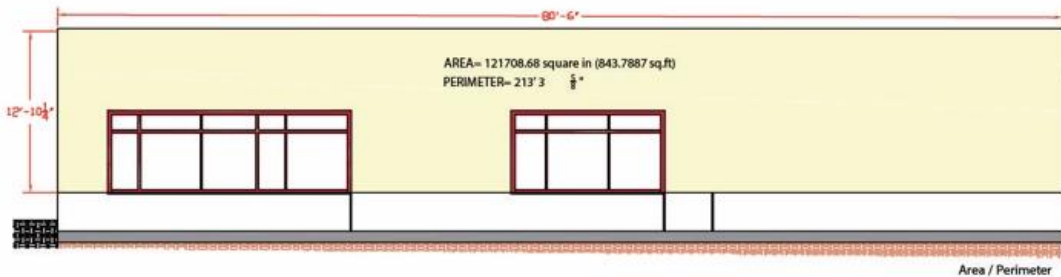 80'-6"
AREA= 121708.68 square in (843.7887 sq.ft)
PERIMETER= 213' 3 5/8 "
12'-10 1/4"
Area / Perimeter